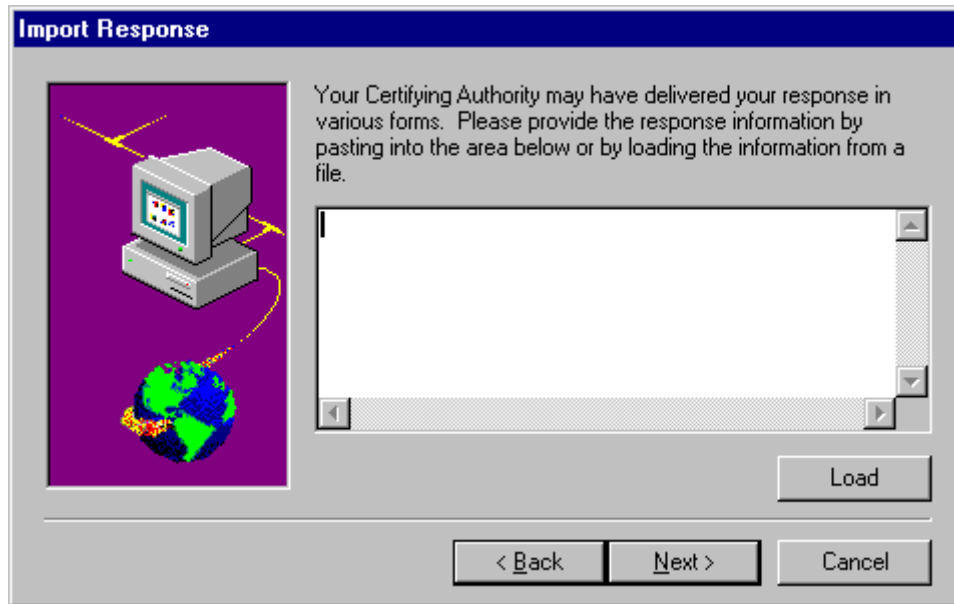 Import Response
Your Certifying Authority may have delivered your response in
various forms.  Please provide the response information by
pasting into the area below or by loading the information from a
file.
Load
< Back
Next >
Cancel